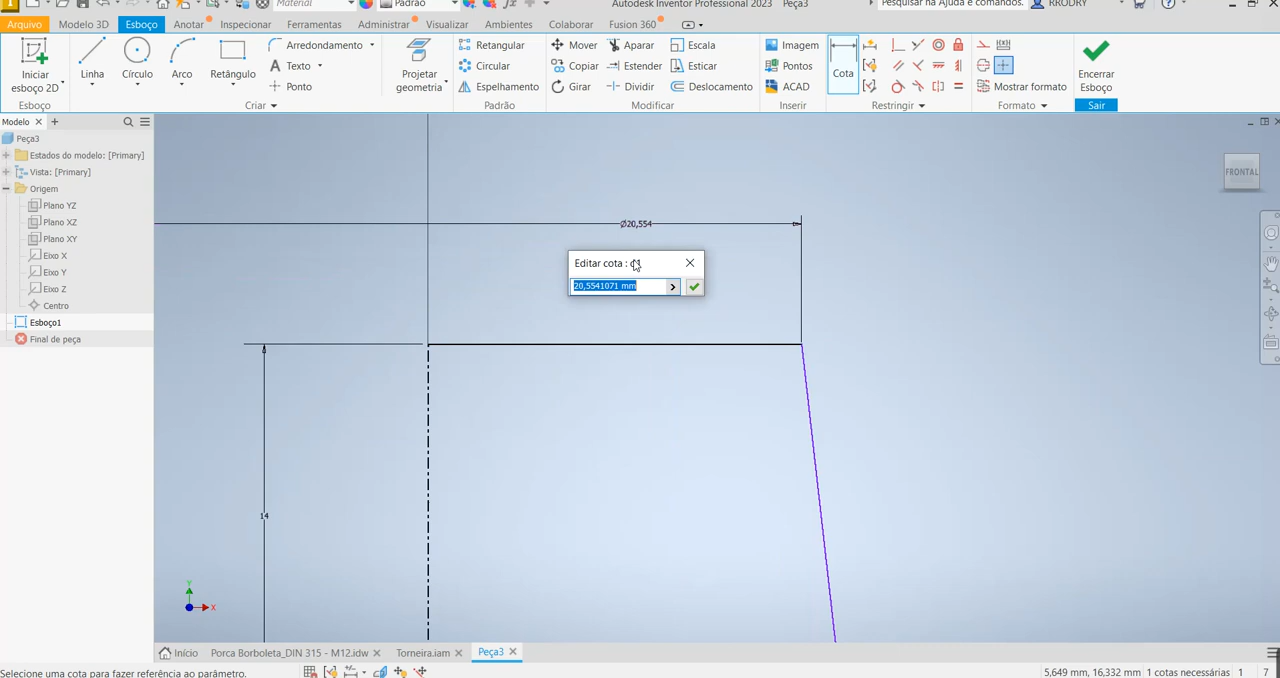 Material
Padrão
Autodesk Inventor Professional 2023 Peça3
Pesquisar na Ajuda e comandos.
RRODRY
Arquivo Modelo 3D Esboço Anotar Inspecionar Ferramentas Administrar Visualizar Ambientes Colaborar Fusion 360
Iniciar esboço 2D
Linha
Círculo
Arco
Retângulo
Arredondamento
Texto
Ponto
Projetar geometria
Retangular
Circular
Espelhamento
Mover
Copiar
Girar
Aparar
Estender
Dividir
Escala
Esticar
Deslocamento
Imagem
Pontos
ACAD
Cota
Mostrar formato
Encerrar Esboço
Esboço Criar Padrão Modificar Inserir Restringir Formato Sair
Modelo
Peça3
Estados do modelo: [Primary]
Vista: [Primary]
Origem
Plano YZ
Plano XZ
Plano XY
Eixo X
Eixo Y
Eixo Z
Centro
Esboço1
Final de peça
FRONTAL
Ø20,554
Editar cota : d1
20,5541071 mm
14
Y
X
Início Porca Borboleta_DIN 315 - M12.idw Torneira.iam Peça3
Selecione uma cota para fazer referência ao parâmetro.
5,649 mm, 16,332 mm 1 cotas necessárias 1 7